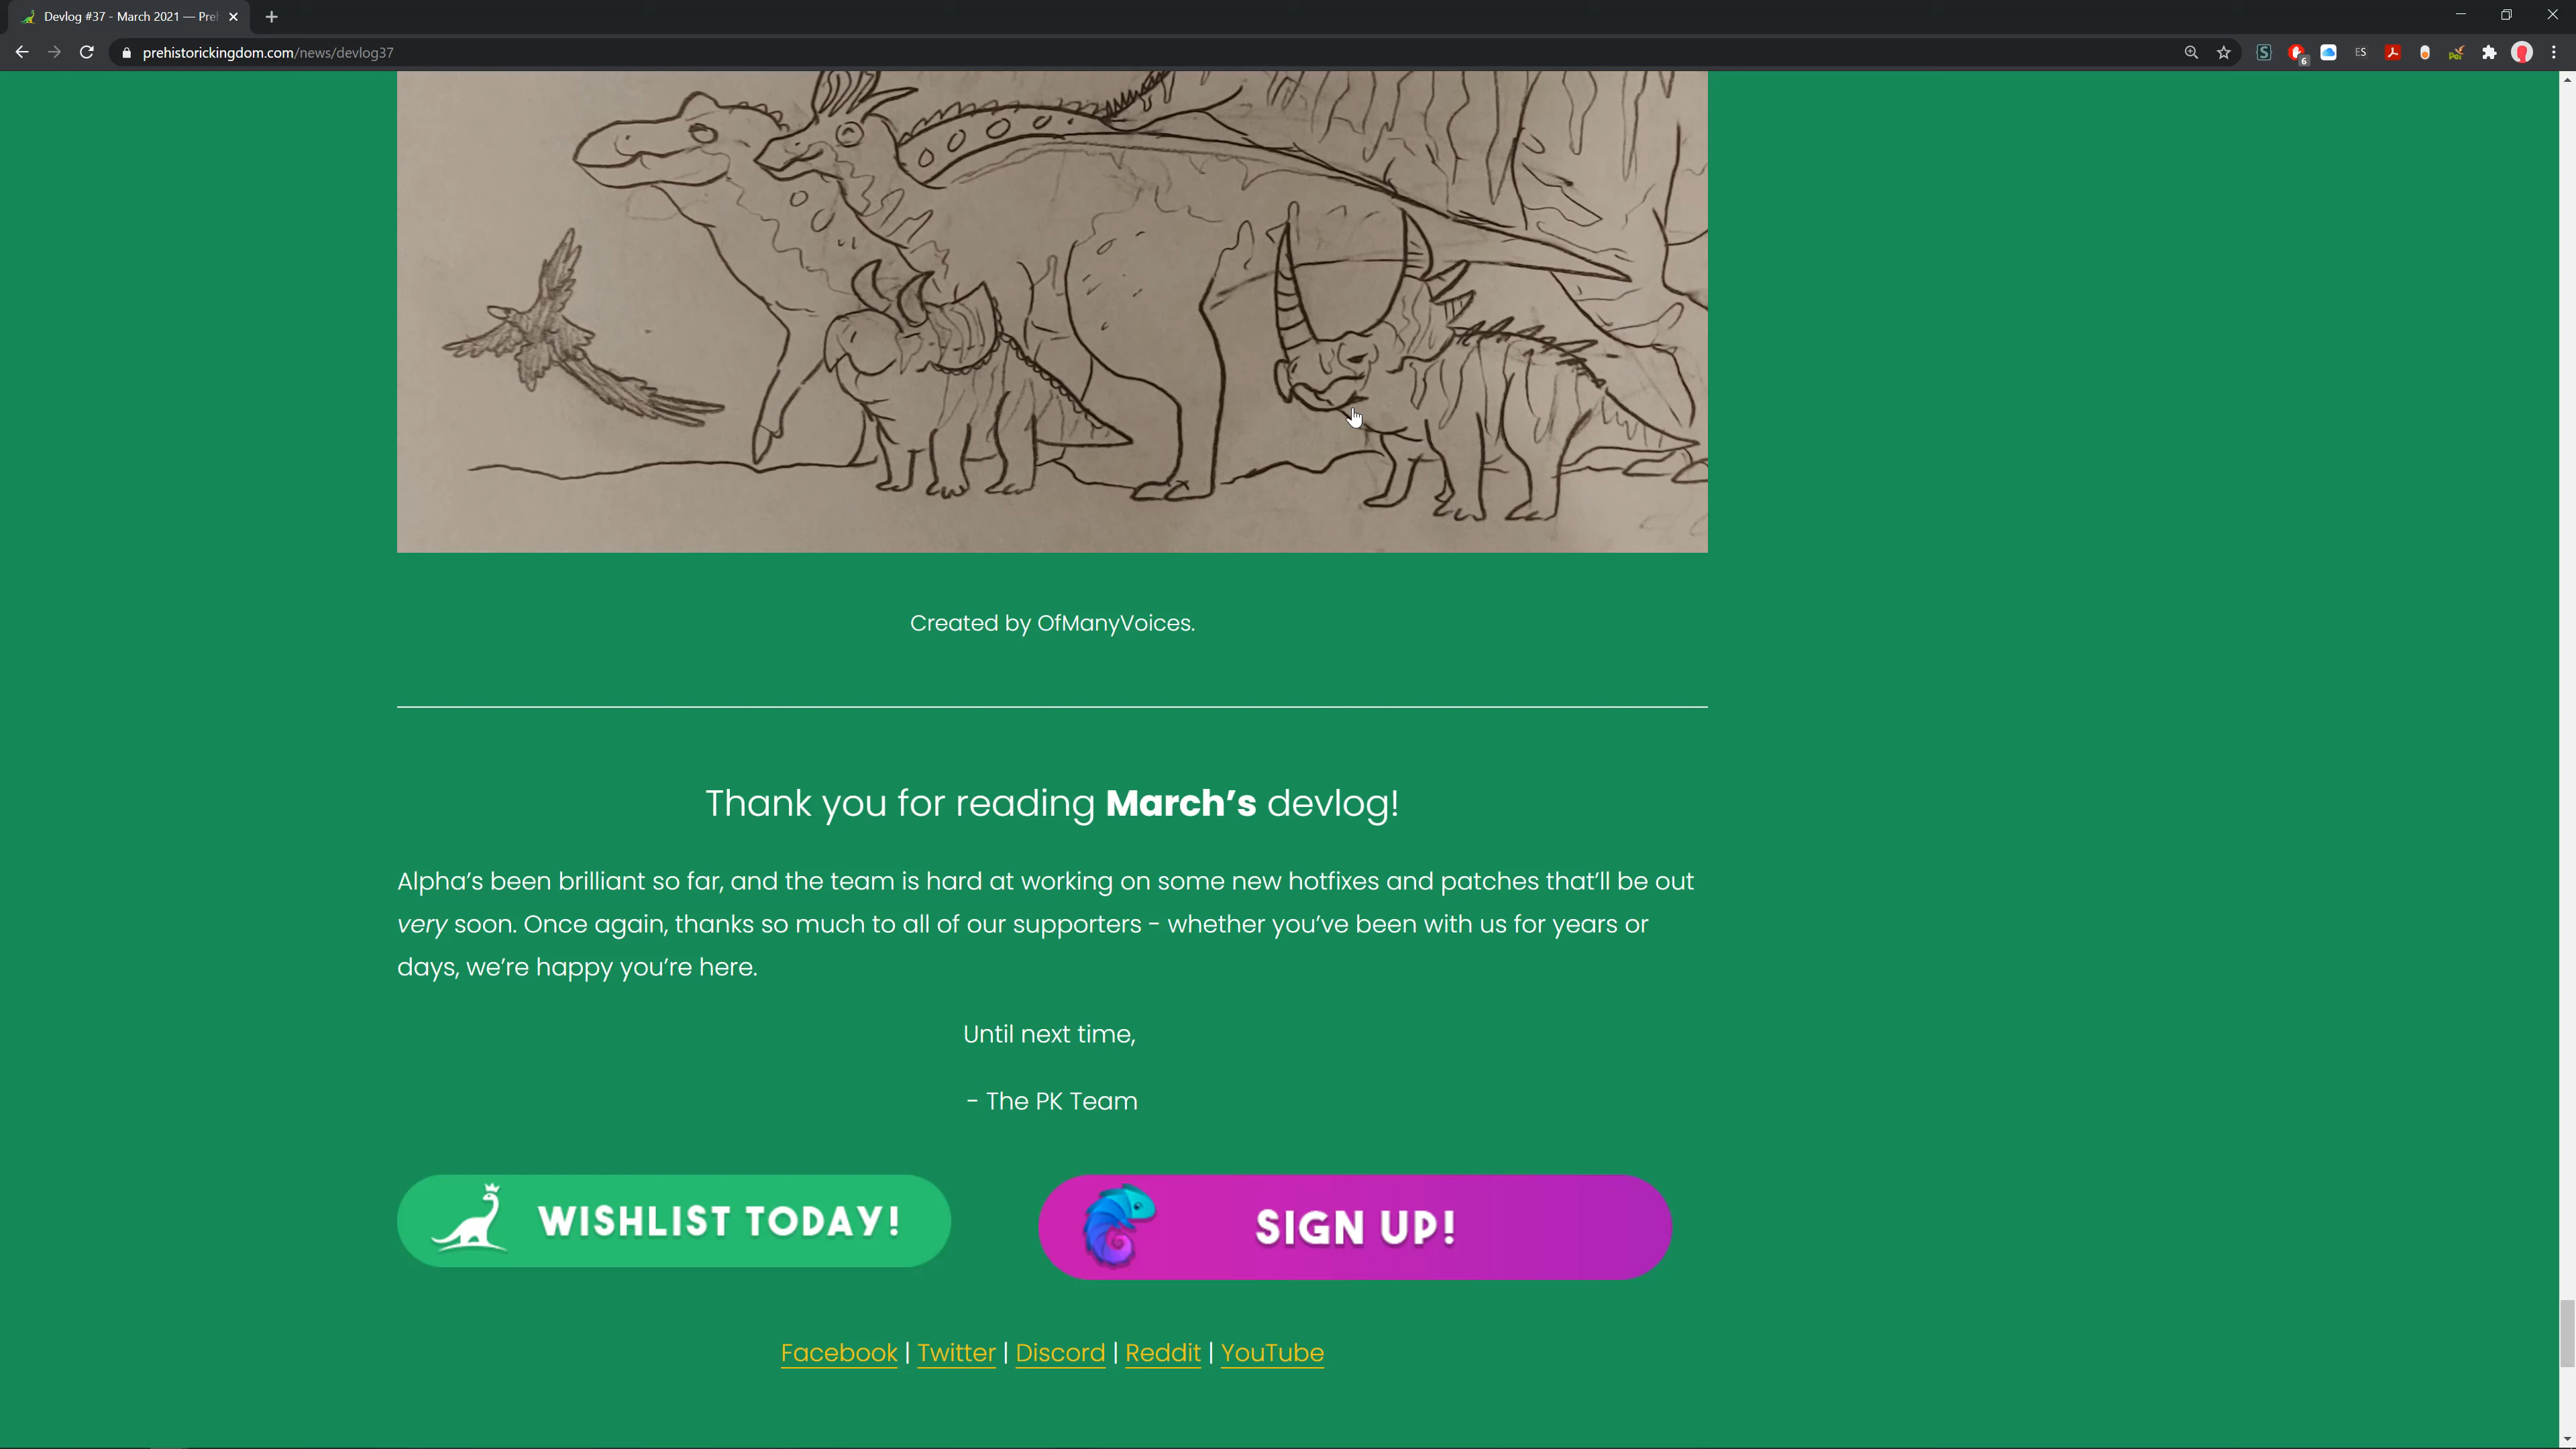 Devlog #37 - March 2021 — Preh
prehistorickingdom.com/news/devlog37
6
ES
Created by OfManyVoices.
Thank you for reading March's devlog!
Alpha's been brilliant so far, and the team is hard at working on some new hotfixes and patches that'll be out
very soon. Once again, thanks so much to all of our supporters - whether you've been with us for years or
days, we're happy you're here.
Until next time,
- The PK Team
WISHLIST TODAY!
SIGN UP!
Facebook | Twitter | Discord | Reddit | YouTube